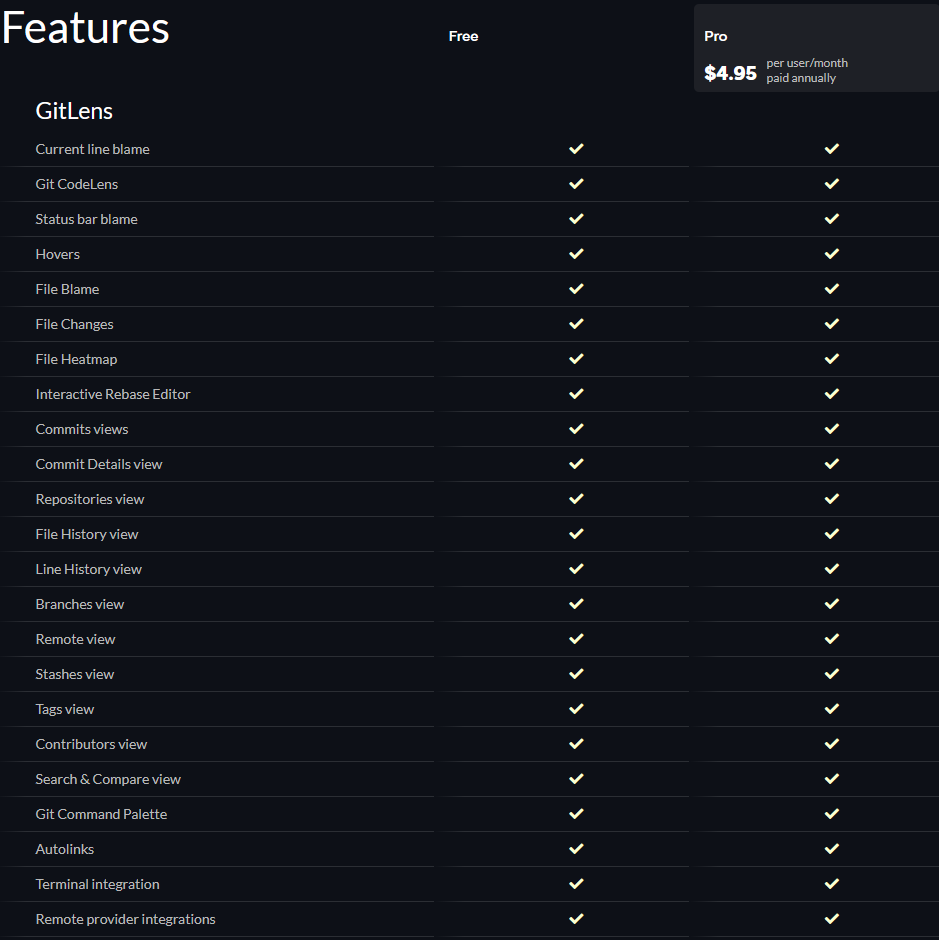 Features
Free
Pro
$4.95 per user/month
paid annually
GitLens
Current line blame
Git CodeLens
Status bar blame
Hovers
File Blame
File Changes
File Heatmap
Interactive Rebase Editor
Commits views
Commit Details view
Repositories view
File History view
Line History view
Branches view
Remote view
Stashes view
Tags view
Contributors view
Search & Compare view
Git Command Palette
Autolinks
Terminal integration
Remote provider integrations